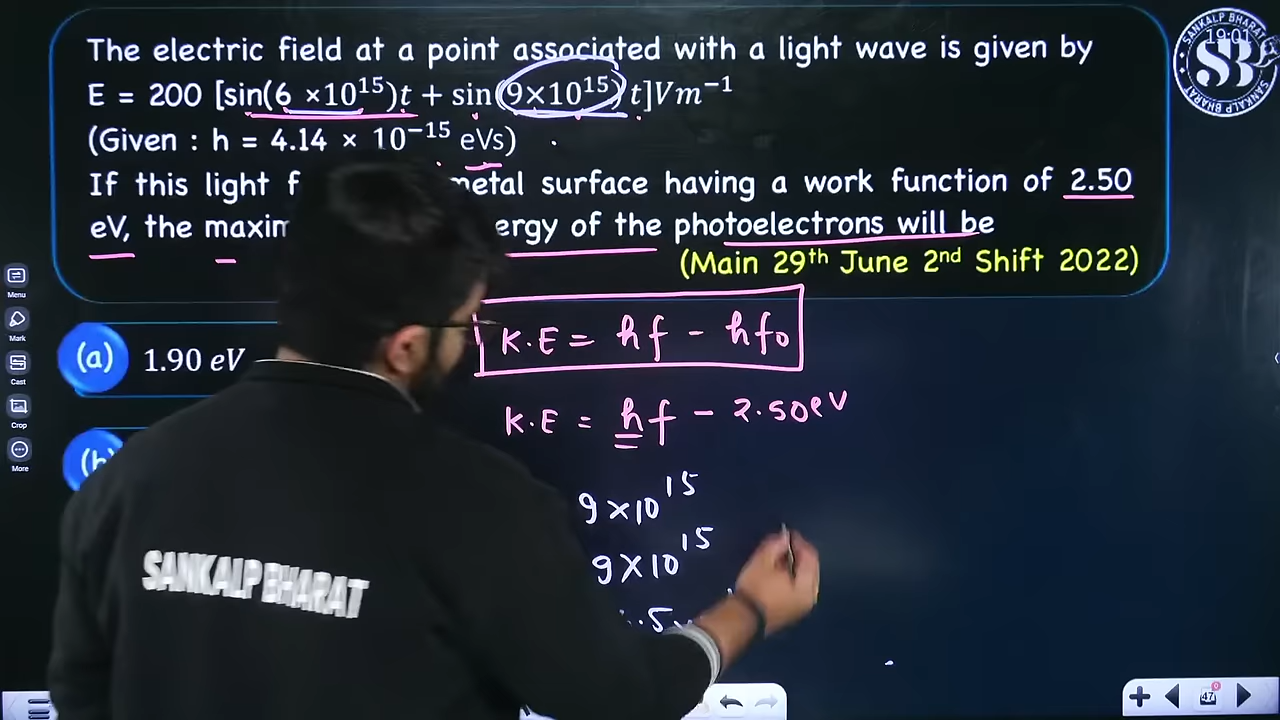 The electric field at a point associated with a light wave is given by
E = 200 [sin(6 ×10¹⁵)t + sin(9×10¹⁵) t]Vm⁻¹
(Given : h = 4.14 × 10⁻¹⁵ eVs)
If this light metal surface having a work function of 2.50
eV, the of the photoelectrons will be
(Main 29th June 2nd Shift 2022)
SANKALP BHARAT
19:01
SB
SANKALP BHARAT
Menu
Mark
Cast
Crop
More
(a) 1.90 eV
K.E = hf - hf₀
K.E = hf - 2.50eV
9×10¹⁵
9×10¹⁵
SANKALP BHARAT
47